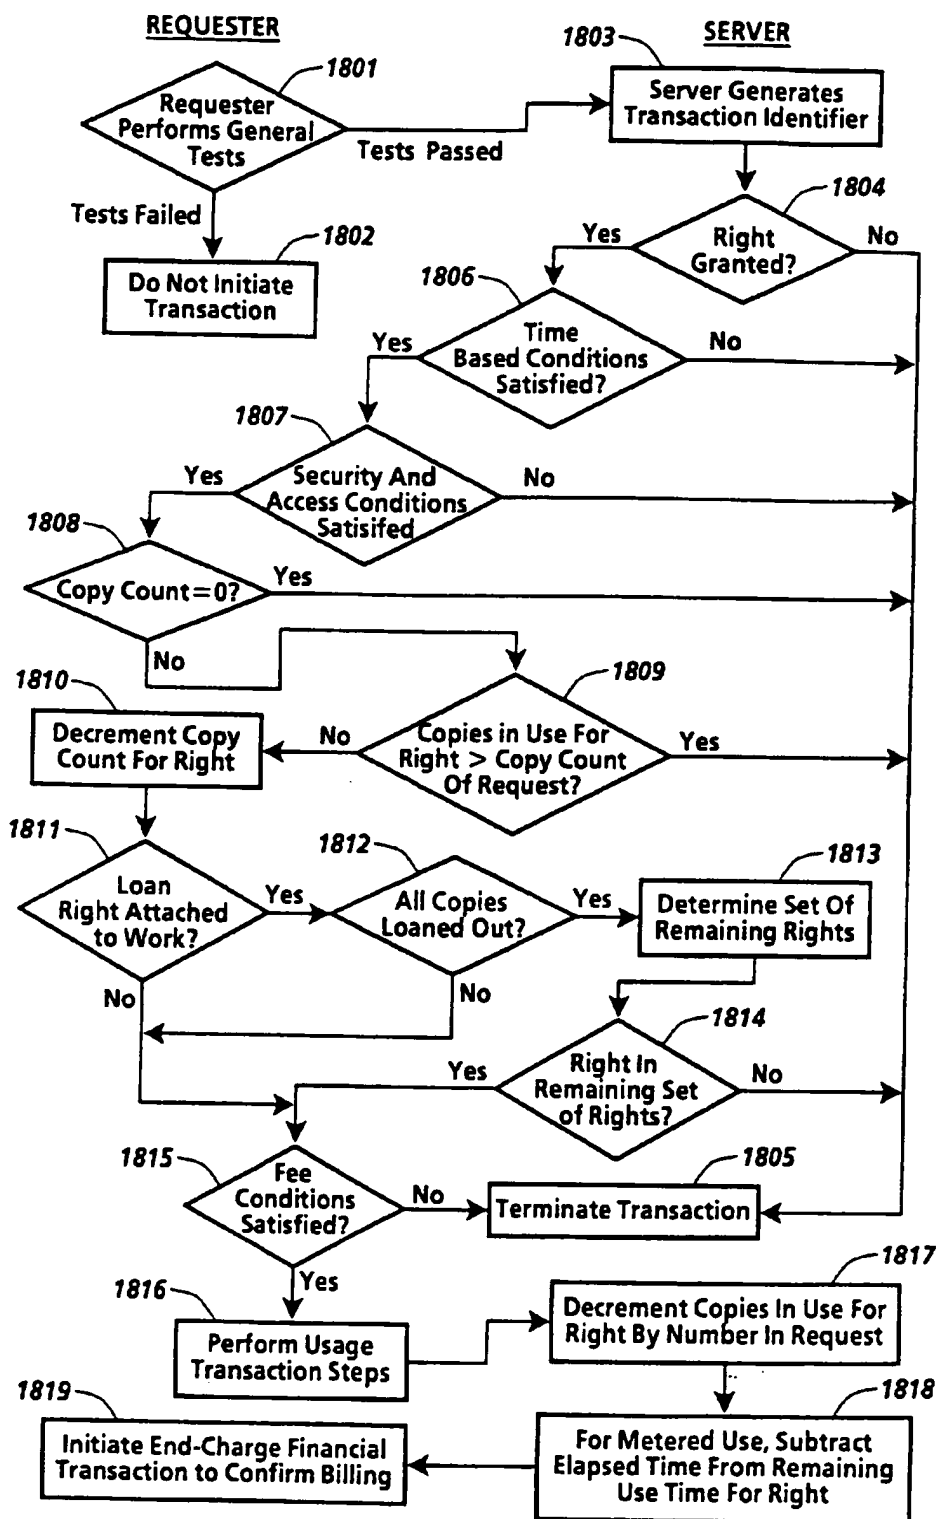 REQUESTER
SERVER
1801
Requester
Performs General
Tests
Tests Passed
Tests Failed
1802
Do Not Initiate
Transaction
1803
Server Generates
Transaction Identifier
1804
Right
Granted?
Yes
No
1806
Time
Based Conditions
Satisfied?
Yes
No
1807
Security And
Access Conditions
Satisifed
Yes
No
1808
Copy Count=0?
Yes
No
1809
Copies in Use For
Right > Copy Count
Of Request?
No
Yes
1810
Decrement Copy
Count For Right
1811
Loan
Right Attached
to Work?
Yes
No
1812
All Copies
Loaned Out?
Yes
No
1813
Determine Set Of
Remaining Rights
1814
Right In
Remaining Set
of Rights?
Yes
No
1815
Fee
Conditions
Satisfied?
No
Yes
1805
Terminate Transaction
1816
Perform Usage
Transaction Steps
1817
Decrement Copies In Use For
Right By Number In Request
1818
For Metered Use, Subtract
Elapsed Time From Remaining
Use Time For Right
1819
Initiate End-Charge Financial
Transaction to Confirm Billing